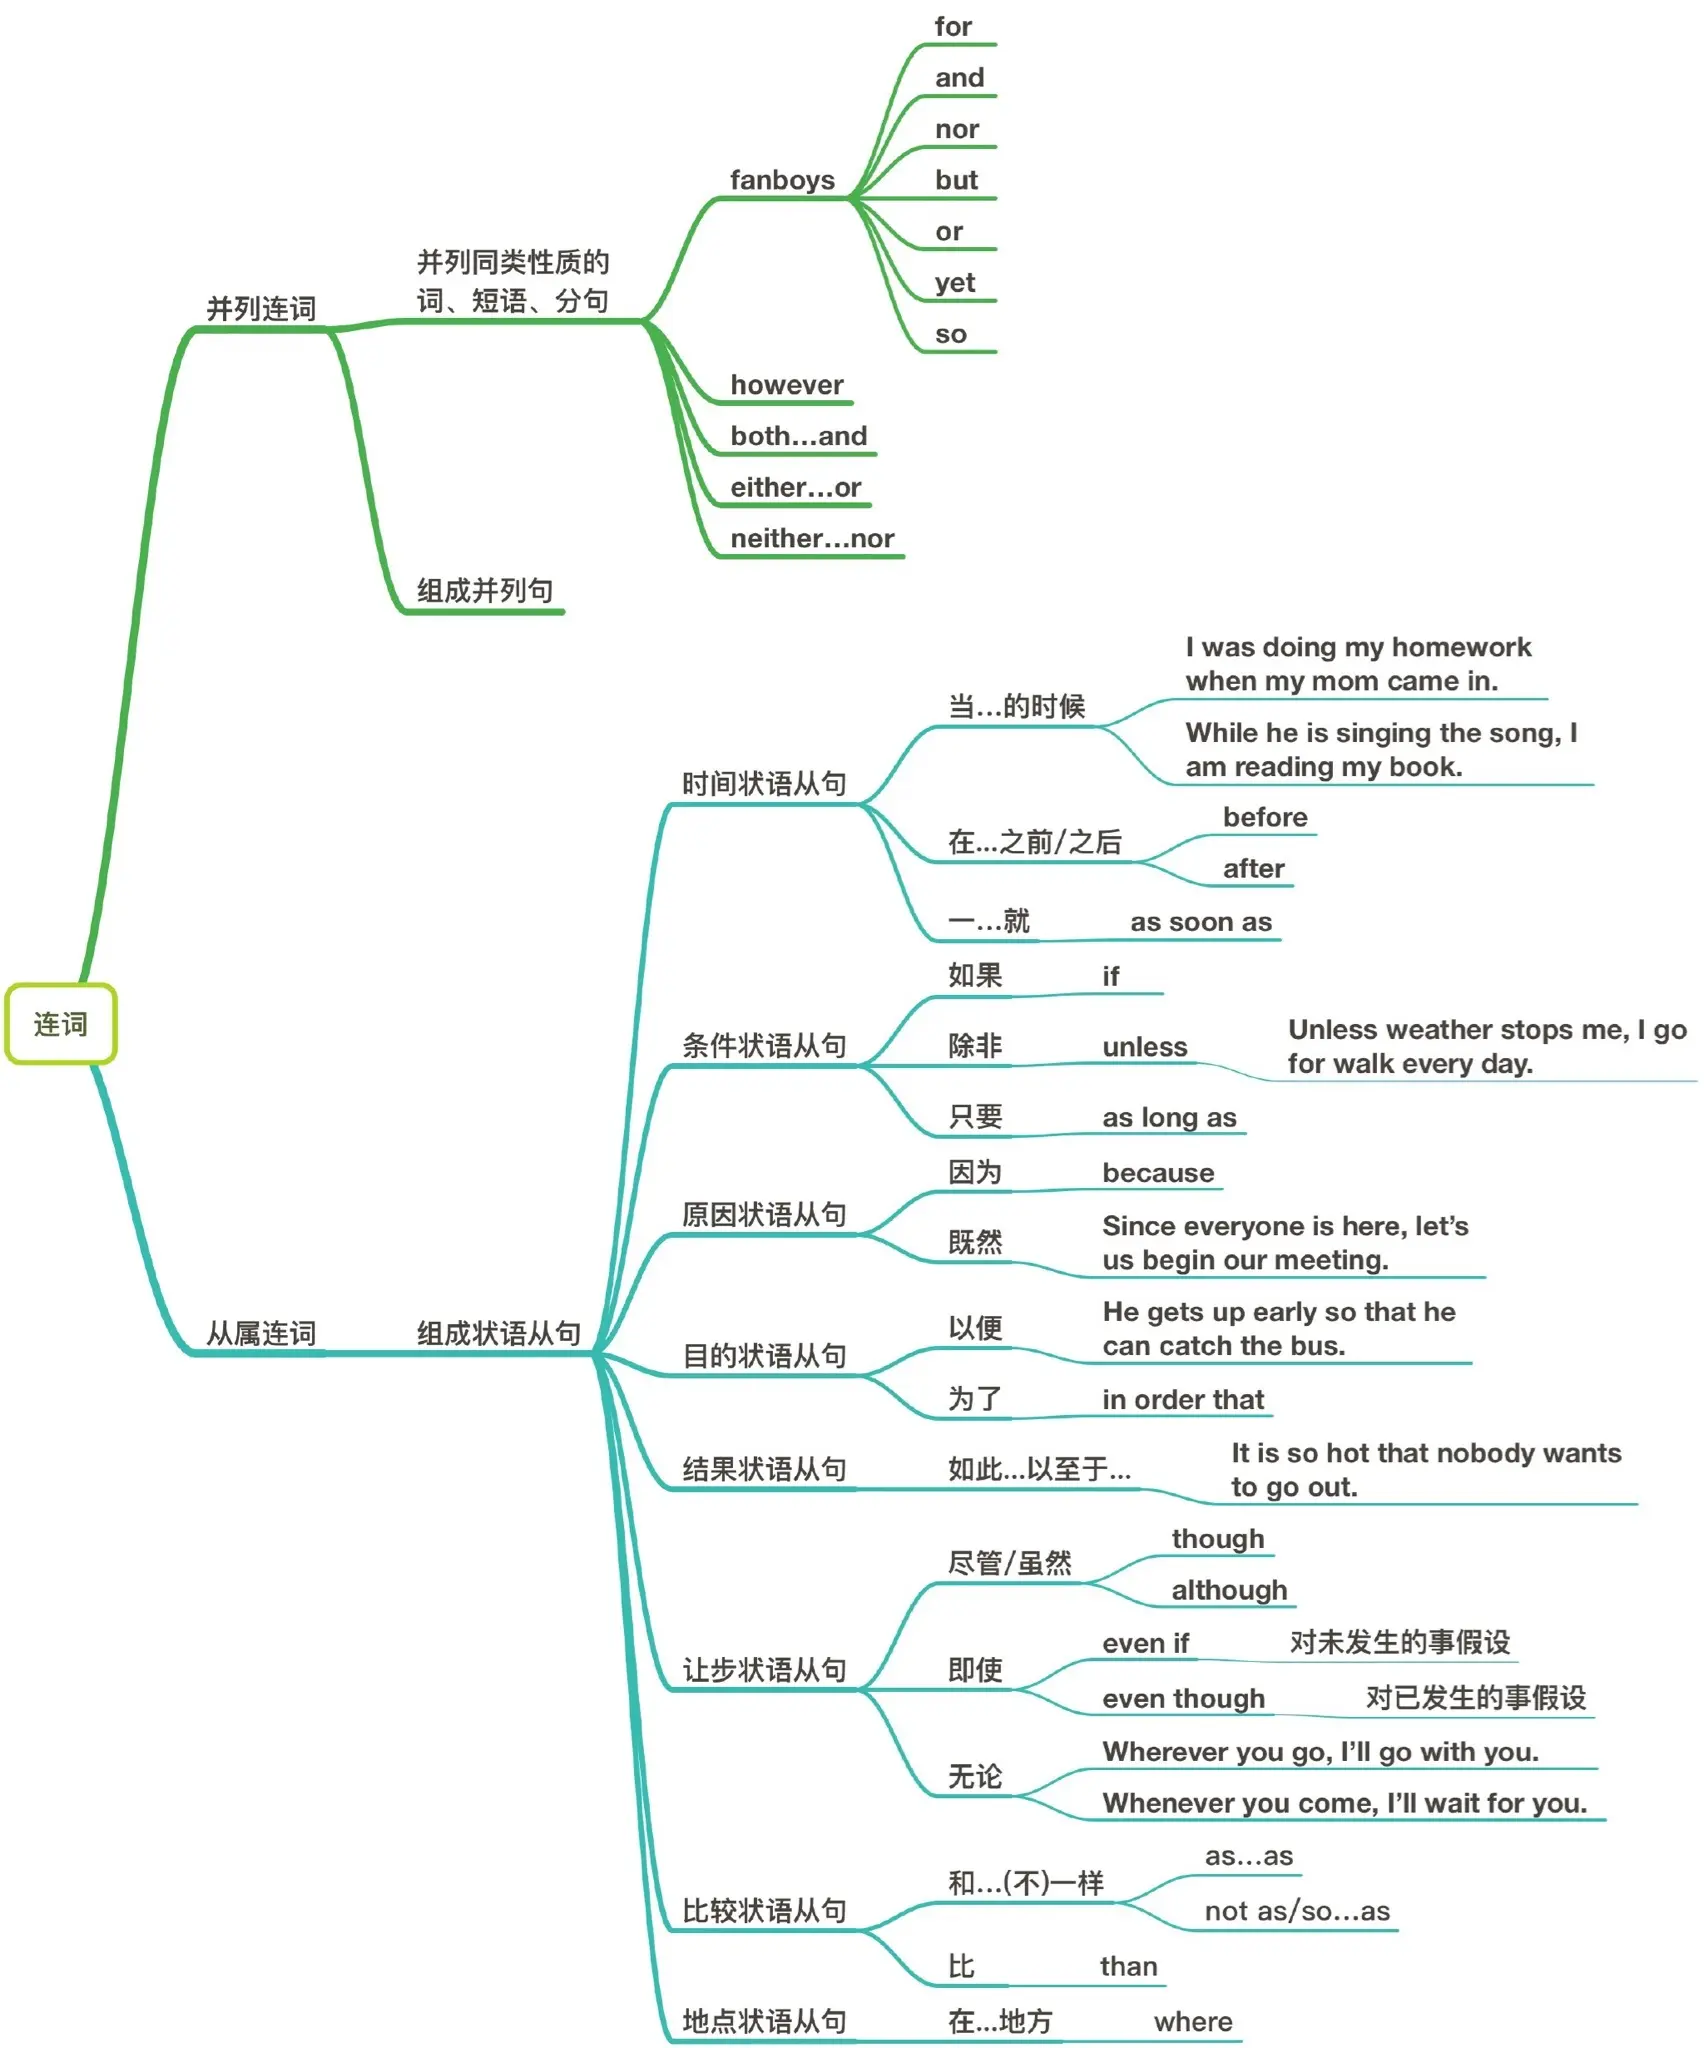 连词
并列连词
并列同类性质的
词、短语、分句
fanboys
for
and
nor
but
or
yet
so
however
both...and
either...or
neither...nor
组成并列句
从属连词
组成状语从句
时间状语从句
当...的时候
I was doing my homework
when my mom came in.
While he is singing the song, I
am reading my book.
在...之前/之后
before
after
一...就
as soon as
条件状语从句
如果
if
除非
unless
Unless weather stops me, I go
for walk every day.
只要
as long as
原因状语从句
因为
because
既然
Since everyone is here, let’s
us begin our meeting.
目的状语从句
以便
He gets up early so that he
can catch the bus.
为了
in order that
结果状语从句
如此...以至于...
It is so hot that nobody wants
to go out.
让步状语从句
尽管/虽然
though
although
即使
even if
对未发生的事假设
even though
对已发生的事假设
无论
Wherever you go, I’ll go with you.
Whenever you come, I’ll wait for you.
比较状语从句
和...(不)一样
as...as
not as/so...as
比
than
地点状语从句
在...地方
where